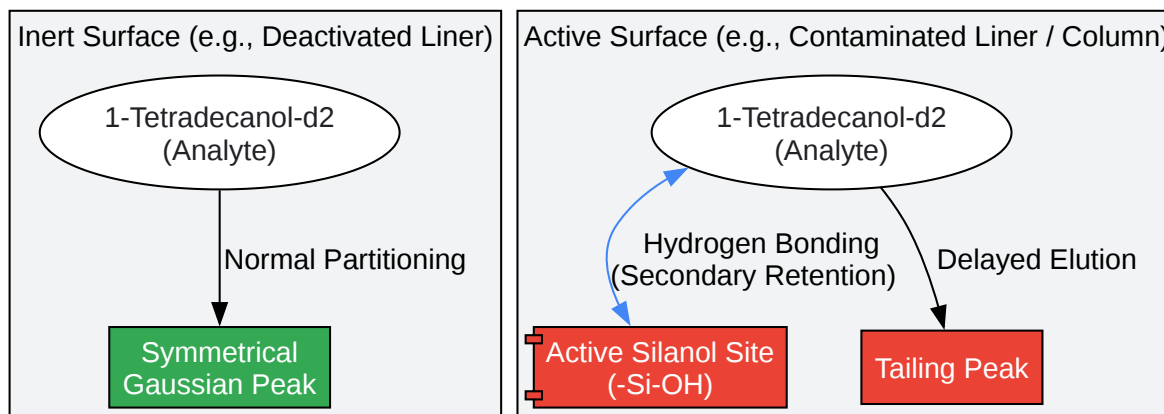 Inert Surface (e.g., Deactivated Liner)
1-Tetradecanol-d2
(Analyte)
Normal Partitioning
Symmetrical
Gaussian Peak
Active Surface (e.g., Contaminated Liner / Column)
1-Tetradecanol-d2
(Analyte)
Hydrogen Bonding
(Secondary Retention)
Delayed Elution
Active Silanol Site
(-Si-OH)
Tailing Peak